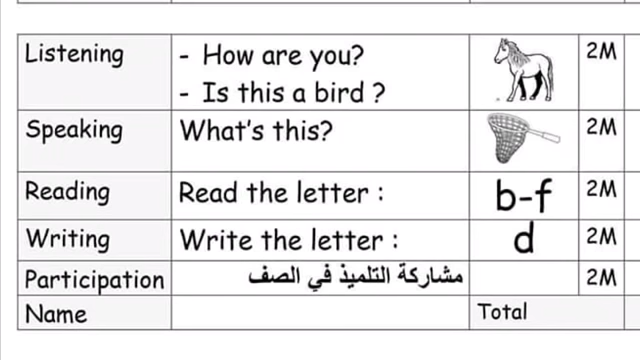 Listening - How are you? 2M
- Is this a bird ?
Speaking What's this? 2M
Reading Read the letter : b-f 2M
Writing Write the letter : d 2M
Participation مشاركة التلميذ في الصف 2M
Name Total